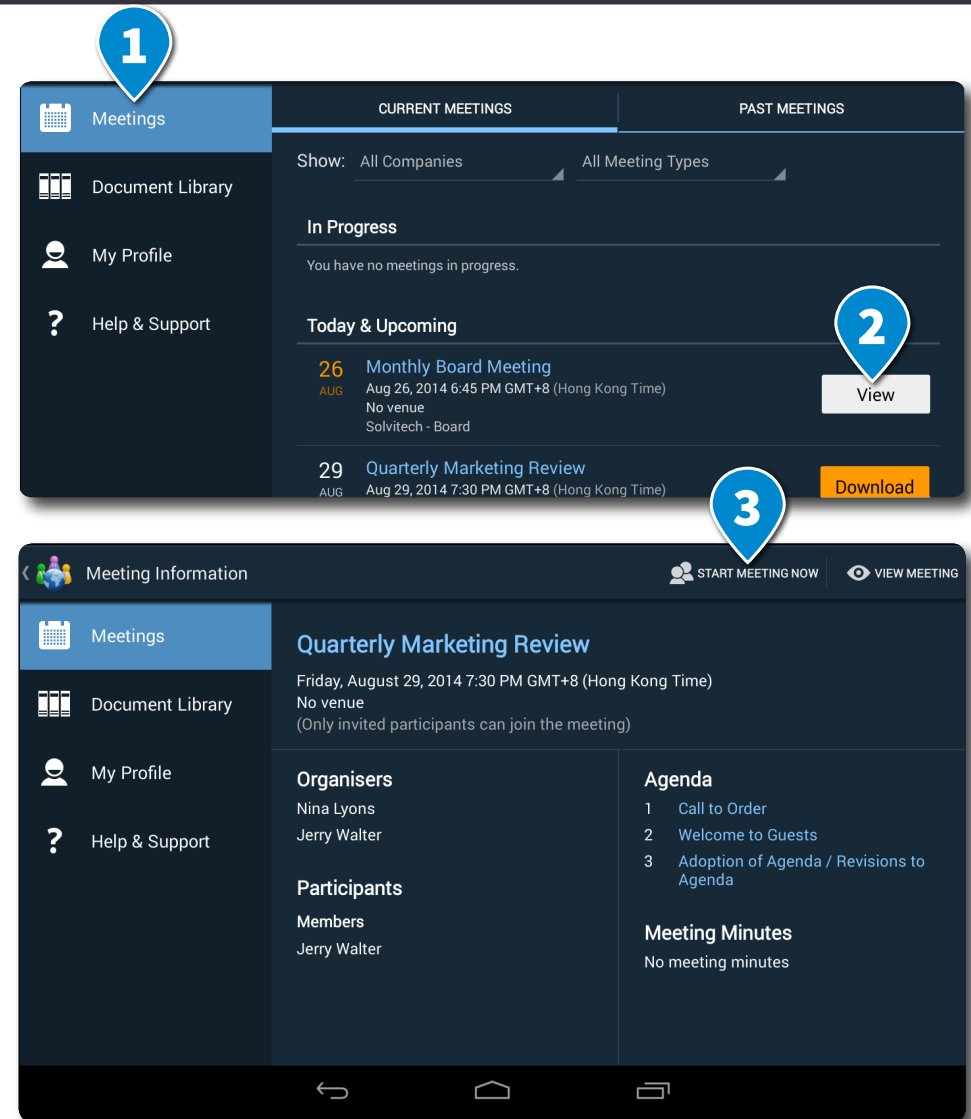 1
Meetings
Document Library
My Profile
? Help & Support
CURRENT MEETINGS
PAST MEETINGS
Show: All Companies All Meeting Types
In Progress
You have no meetings in progress.
Today & Upcoming
2
26 Monthly Board Meeting
AUG Aug 26, 2014 6:45 PM GMT+8 (Hong Kong Time)
No venue
Solvitech - Board
View
29 Quarterly Marketing Review
AUG Aug 29, 2014 7:30 PM GMT+8 (Hong Kong Time)
Download
3
Meeting Information
START MEETING NOW
VIEW MEETING
Meetings
Document Library
My Profile
? Help & Support
Quarterly Marketing Review
Friday, August 29, 2014 7:30 PM GMT+8 (Hong Kong Time)
No venue
(Only invited participants can join the meeting)
Organisers
Nina Lyons
Jerry Walter
Participants
Members
Jerry Walter
Agenda
1 Call to Order
2 Welcome to Guests
3 Adoption of Agenda / Revisions to
Agenda
Meeting Minutes
No meeting minutes